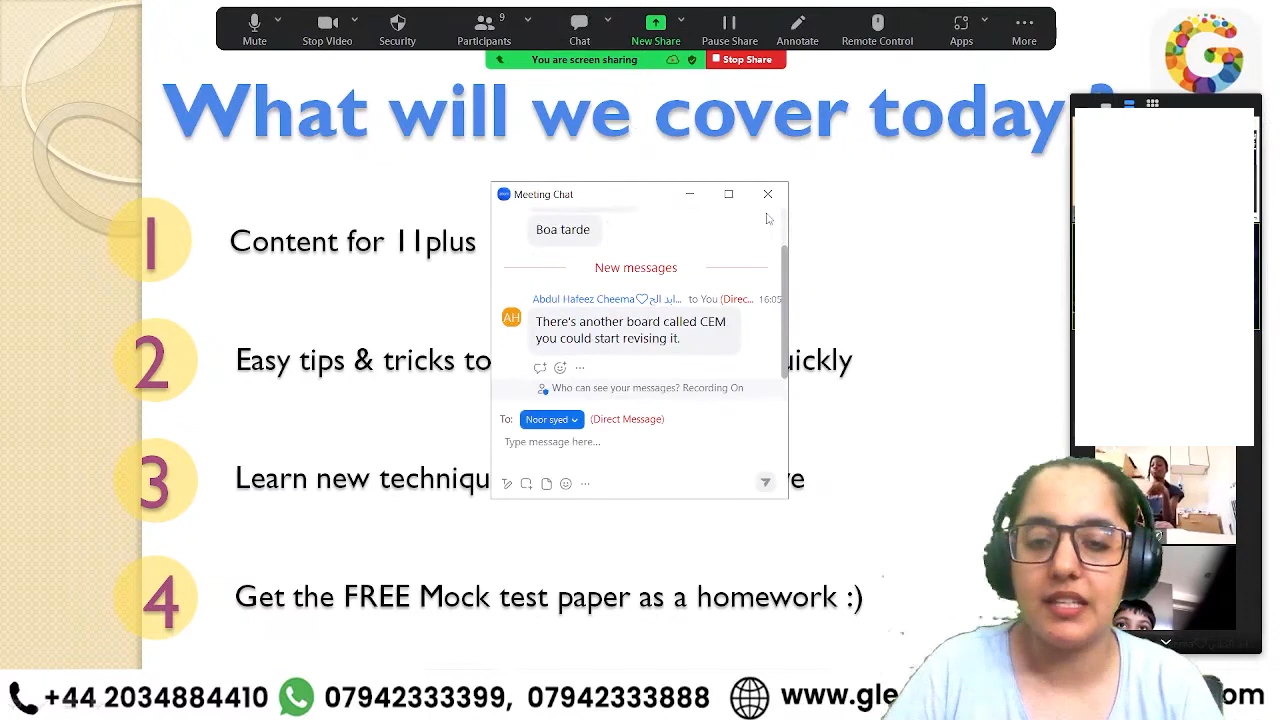 Mute
Stop Video
Security
9
Participants
Chat
New Share
Pause Share
Annotate
Remote Control
Apps
More
You are screen sharing
Stop Share
G
What will we cover today ?
1
Content for 11plus
2
Easy tips & tricks to
3
Learn new techniqu
4
Get the FREE Mock test paper as a homework :)
Meeting Chat
Boa tarde
New messages
Abdul Hafeez Cheema♡ to You (Direc... 16:05
AH
There's another board called CEM
you could start revising it.
Who can see your messages? Recording On
To: Noor syed (Direct Message)
Type message here...
+44 2034884410 07942333399, 07942333888 www.gle om